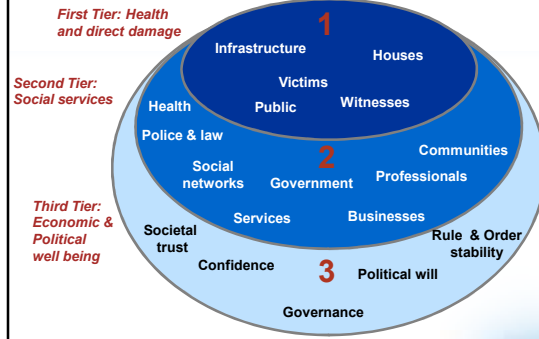 First Tier: Health
and direct damage
1
Infrastructure
Houses
Victims
Public
Witnesses
Second Tier:
Social services
Health
Police & law
2
Communities
Social
networks
Government
Professionals
Services
Businesses
Third Tier:
Economic &
Political
well being
Societal
trust
Rule & Order
stability
Confidence
3
Political will
Governance